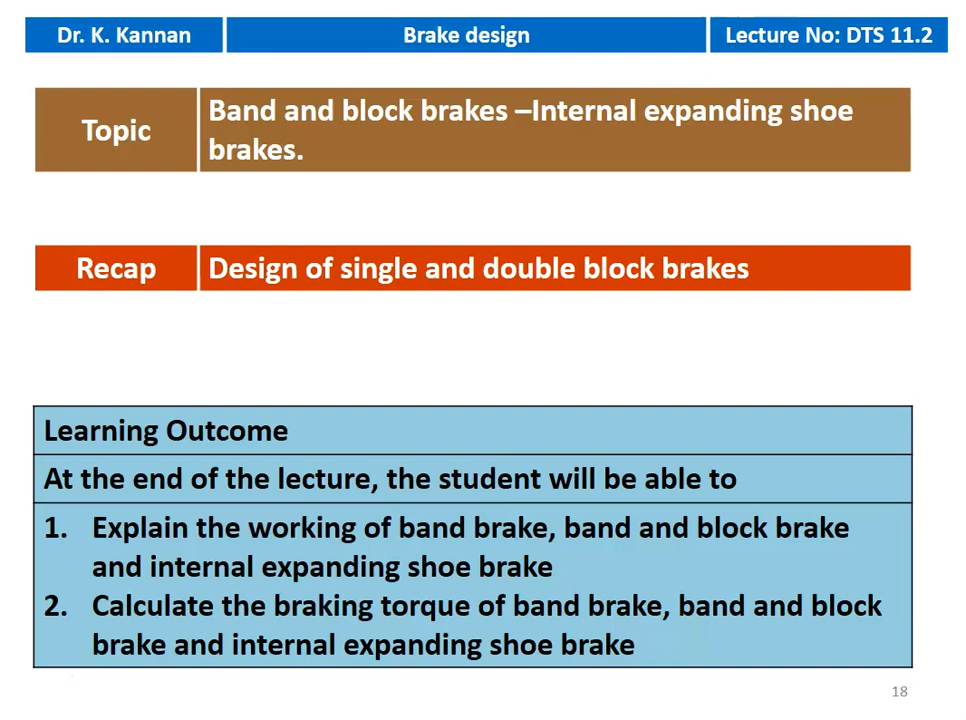 Dr. K. Kannan
Brake design
Lecture No: DTS 11.2
Topic
Band and block brakes –Internal expanding shoe
brakes.
Recap
Design of single and double block brakes
Learning Outcome
At the end of the lecture, the student will be able to
1. Explain the working of band brake, band and block brake
and internal expanding shoe brake
2. Calculate the braking torque of band brake, band and block
brake and internal expanding shoe brake
18